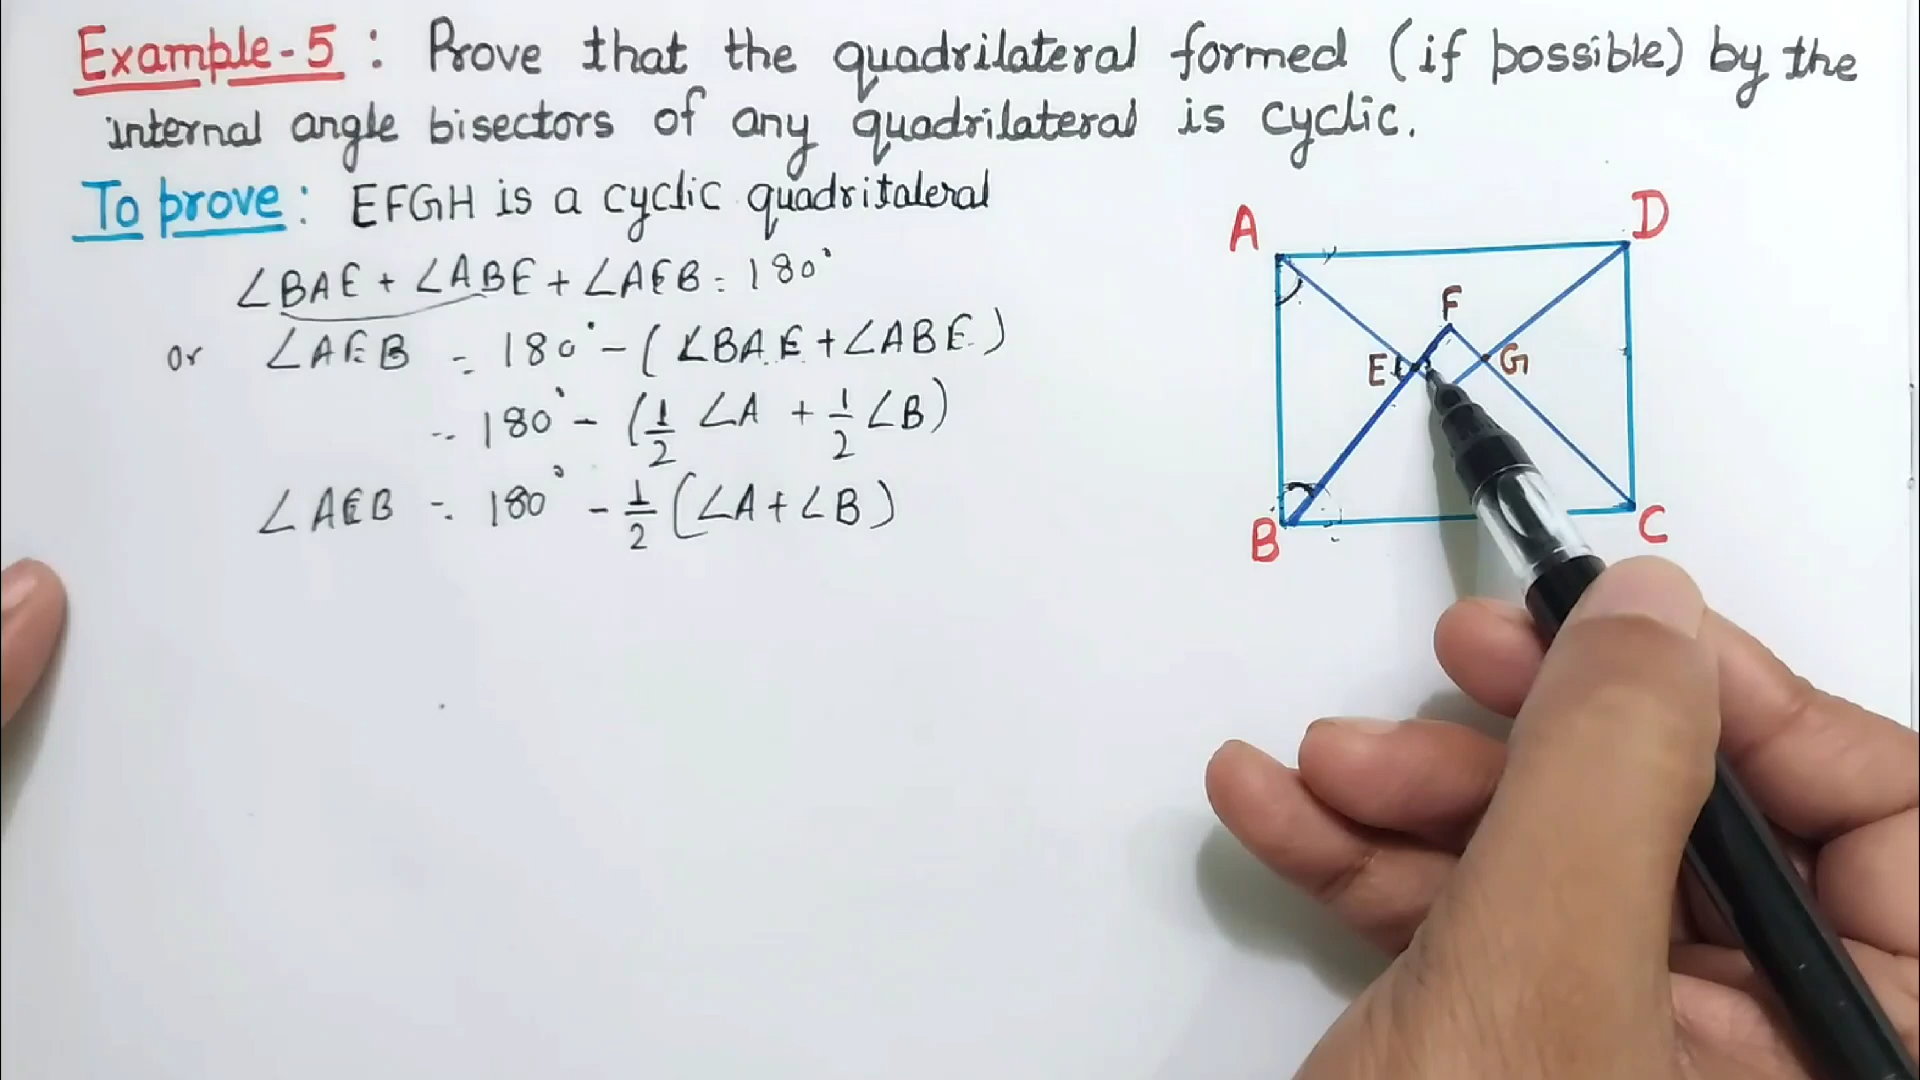 Example-5 : Prove that the quadrilateral formed (if possible) by the
internal angle bisectors of any quadrilateral is cyclic.
To prove : EFGH is a cyclic quadritaleral
∠BAE + ∠ABE + ∠AEB = 180°
or ∠AEB = 180° - (∠BAE + ∠ABE)
= 180° - (1/2 ∠A + 1/2 ∠B)
∠AEB = 180° - 1/2 (∠A + ∠B)
A
D
F
E
G
B
C